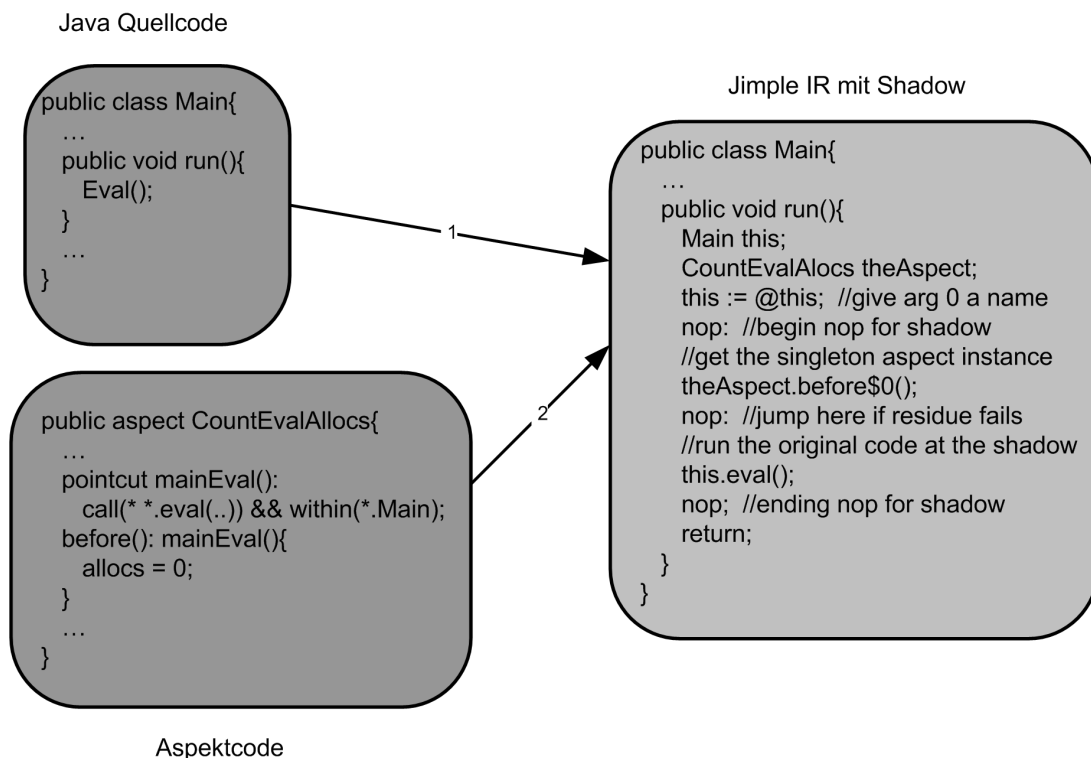 Java Quellcode
public class Main{
…
public void run(){
Eval();
}
…
}
1
public aspect CountEvalAllocs{
…
pointcut mainEval():
call(* *.eval(..)) && within(*.Main);
before(): mainEval(){
allocs = 0;
}
…
}
Aspektcode
2
Jimple IR mit Shadow
public class Main{
…
public void run(){
Main this;
CountEvalAlocs theAspect;
this := @this; //give arg 0 a name
nop: //begin nop for shadow
//get the singleton aspect instance
theAspect.before$0();
nop: //jump here if residue fails
//run the original code at the shadow
this.eval();
nop; //ending nop for shadow
return;
}
}